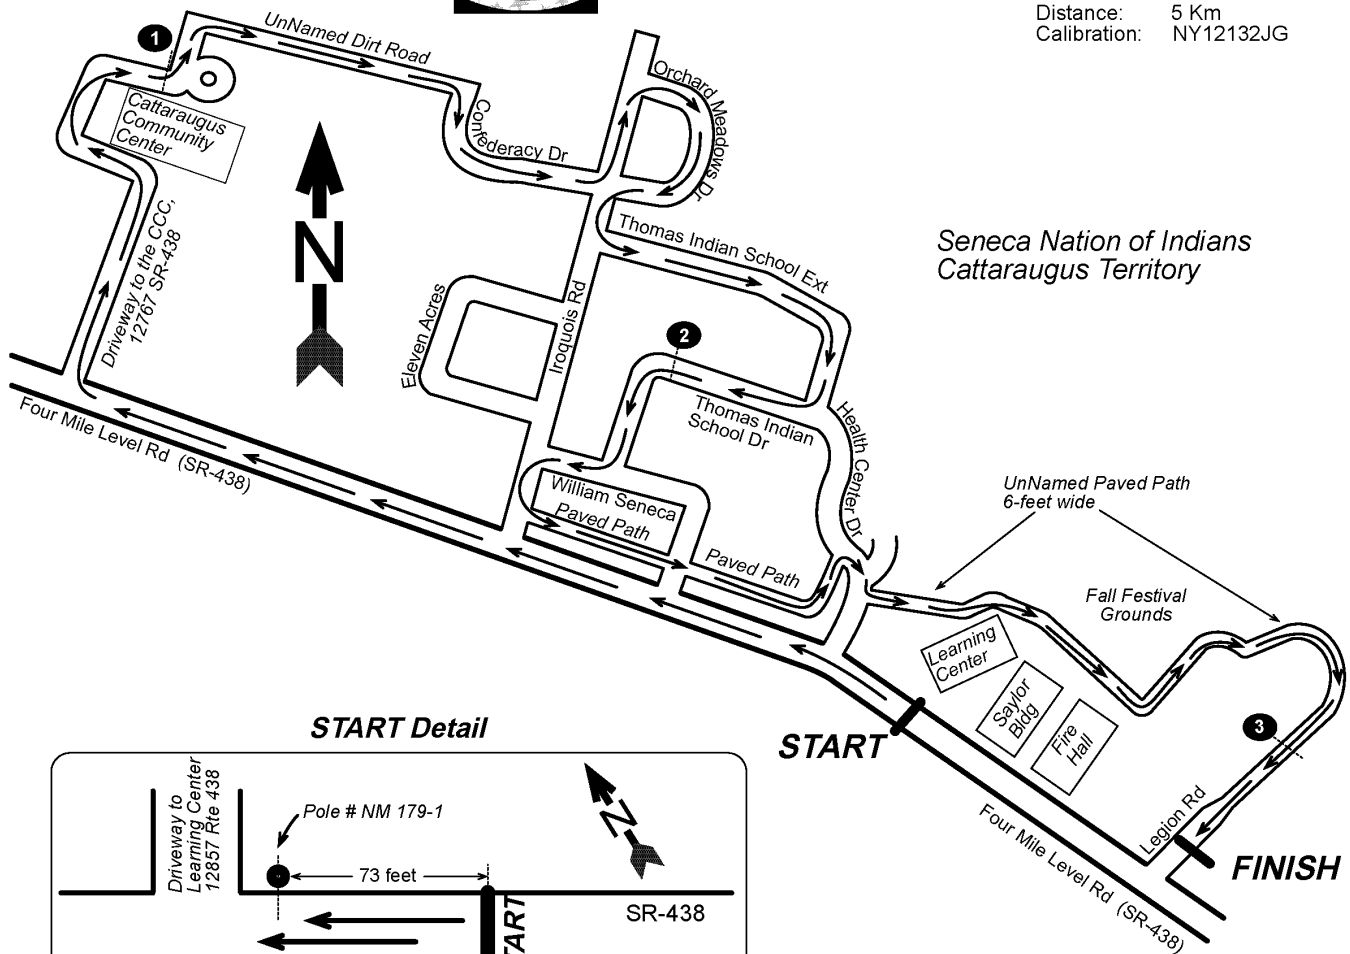 Distance: 5 Km
Calibration: NY12132JG
1
UnNamed Dirt Road
Orchard Meadows Dr
Cattaraugus
Community
Center
Confederacy Dr
N
Driveway to the CCC,
12767 SR-438
Thomas Indian School Ext
Seneca Nation of Indians
Cattaraugus Territory
Eleven Acres
Iroquois Rd
2
Four Mile Level Rd (SR-438)
Thomas Indian
School Dr
Health Center Dr
William Seneca
Paved Path
Paved Path
UnNamed Paved Path
6-feet wide
Fall Festival
Grounds
Learning
Center
Saylor
Bldg
Fire
Hall
3
START
Legion Rd
FINISH
Four Mile Level Rd (SR-438)
START Detail
Driveway to
Learning Center
12857 Rte 438
Pole # NM 179-1
N
73 feet
SR-438
TART